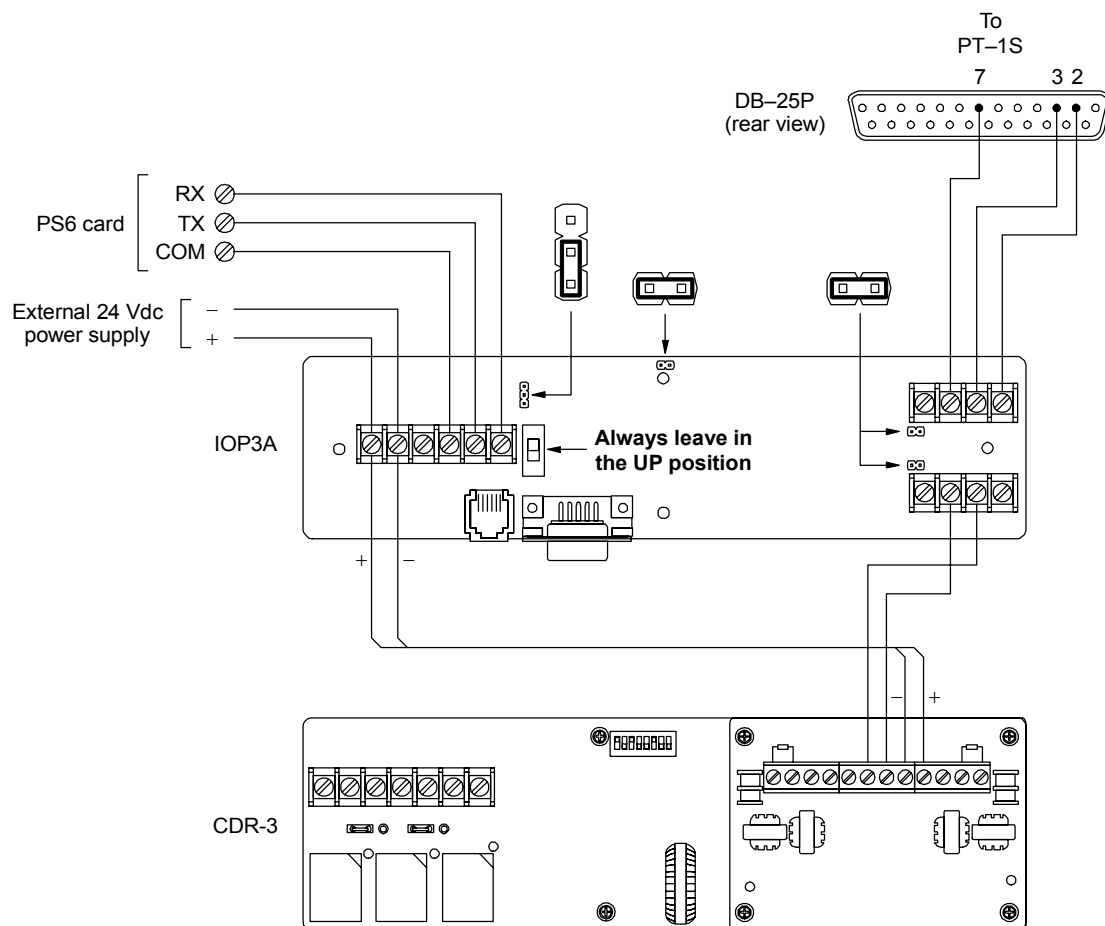 To
PT–1S
7 3 2
DB–25P
(rear view)
RX
TX
COM
PS6 card
External 24 Vdc
power supply
–
+
IOP3A
Always leave in
the UP position
+ –
– +
CDR-3